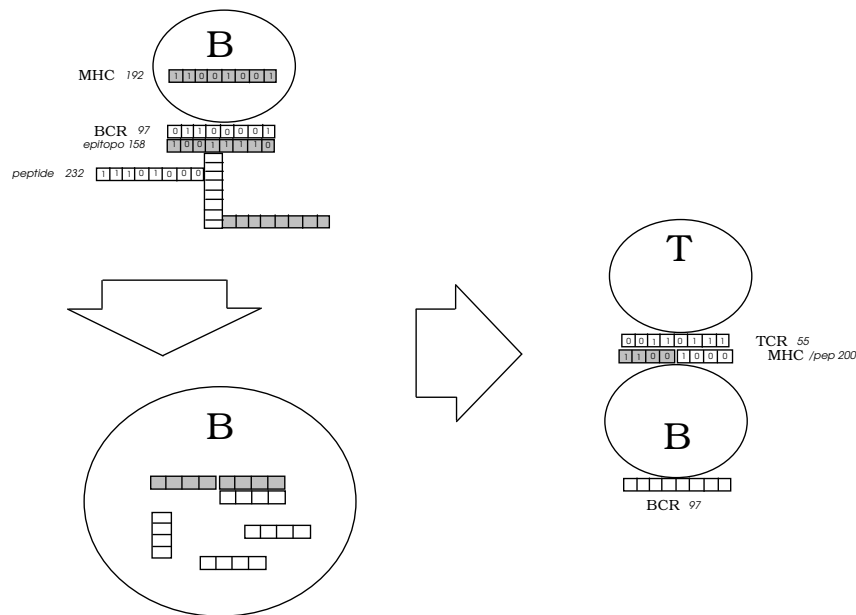 B
MHC 192 1 1 0 0 1 0 0 1
BCR 97 0 1 1 0 0 0 0 1
epitopo 158 1 0 0 1 1 1 1 0
peptide 232 1 1 1 0 1 0 0 0
B
T
0 0 1 1 0 1 1 1 TCR 55
1 1 0 0 1 0 0 0 MHC /pep 200
B
BCR 97